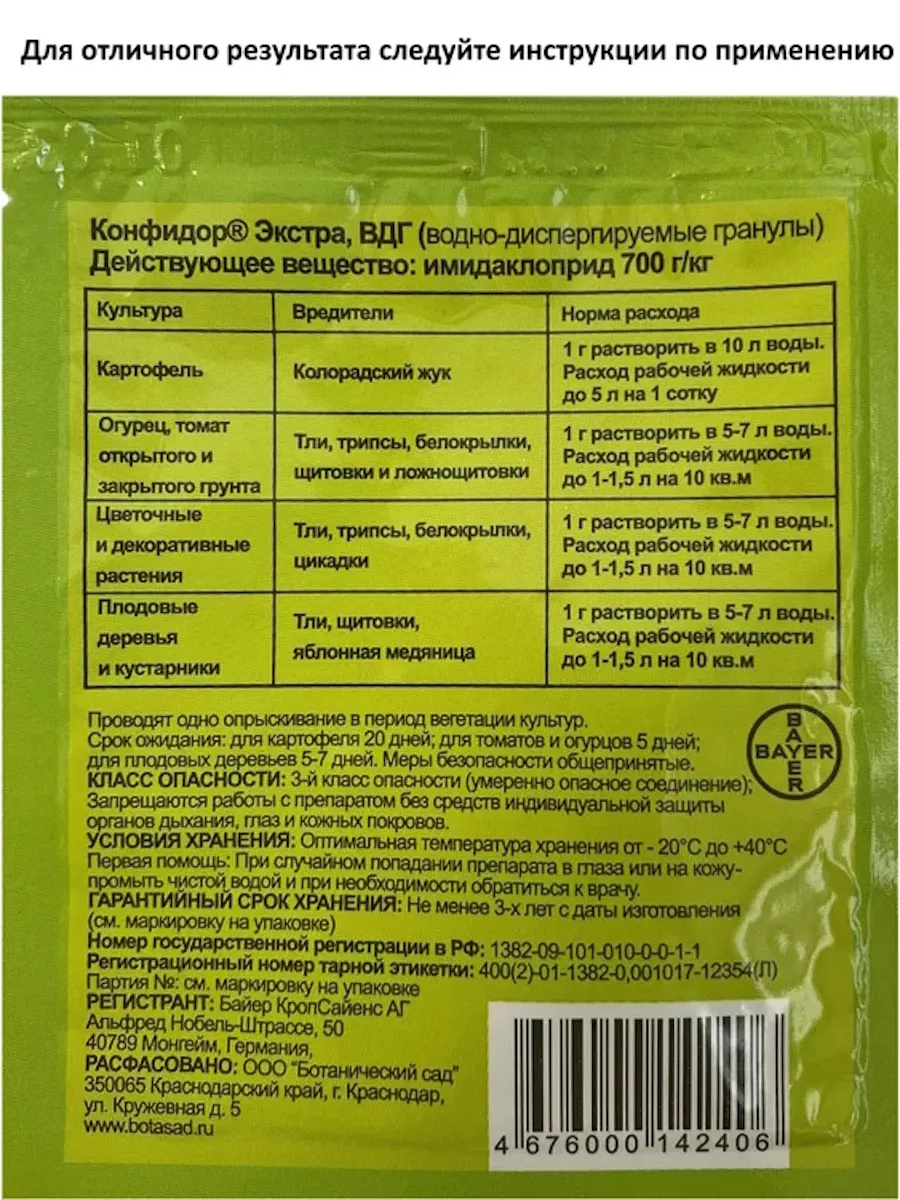 Для отличного результата следуйте инструкции по применению
Конфидор® Экстра, ВДГ (водно-диспергируемые гранулы)
Действующее вещество: имидаклоприд 700 г/кг
Культура
Вредители
Норма расхода
Картофель
Колорадский жук
1 г растворить в 10 л воды.
Расход рабочей жидкости
до 5 л на 1 сотку
Огурец, томат
открытого и
закрытого грунта
Тли, трипсы, белокрылки,
щитовки и ложнощитовки
1 г растворить в 5-7 л воды.
Расход рабочей жидкости
до 1-1,5 л на 10 кв.м
Цветочные
и декоративные
растения
Тли, трипсы, белокрылки,
цикадки
1 г растворить в 5-7 л воды.
Расход рабочей жидкости
до 1-1,5 л на 10 кв.м
Плодовые
деревья
и кустарники
Тли, щитовки,
яблонная медяница
1 г растворить в 5-7 л воды.
Расход рабочей жидкости
до 1-1,5 л на 10 кв.м
Проводят одно опрыскивание в период вегетации культур.
Срок ожидания: для картофеля 20 дней; для томатов и огурцов 5 дней;
для плодовых деревьев 5-7 дней. Меры безопасности общепринятые.
КЛАСС ОПАСНОСТИ: 3-й класс опасности (умеренно опасное соединение);
Запрещаются работы с препаратом без средств индивидуальной защиты
органов дыхания, глаз и кожных покровов.
УСЛОВИЯ ХРАНЕНИЯ: Оптимальная температура хранения от - 20°С до +40°С
Первая помощь: При случайном попадании препарата в глаза или на кожу-
промыть чистой водой и при необходимости обратиться к врачу.
ГАРАНТИЙНЫЙ СРОК ХРАНЕНИЯ: Не менее 3-х лет с даты изготовления
(см. маркировку на упаковке)
Номер государственной регистрации в РФ: 1382-09-101-010-0-0-1-1
Регистрационный номер тарной этикетки: 400(2)-01-1382-0,001017-12354(Л)
Партия №: см. маркировку на упаковке
РЕГИСТРАНТ: Байер КропСайенс АГ
Альфред Нобель-Штрассе, 50
40789 Монгейм, Германия,
РАСФАСОВАНО: ООО "Ботанический сад"
350065 Краснодарский край, г. Краснодар,
ул. Кружевная д. 5
www.botasad.ru
BAYER
BAYER
4 676000 142406